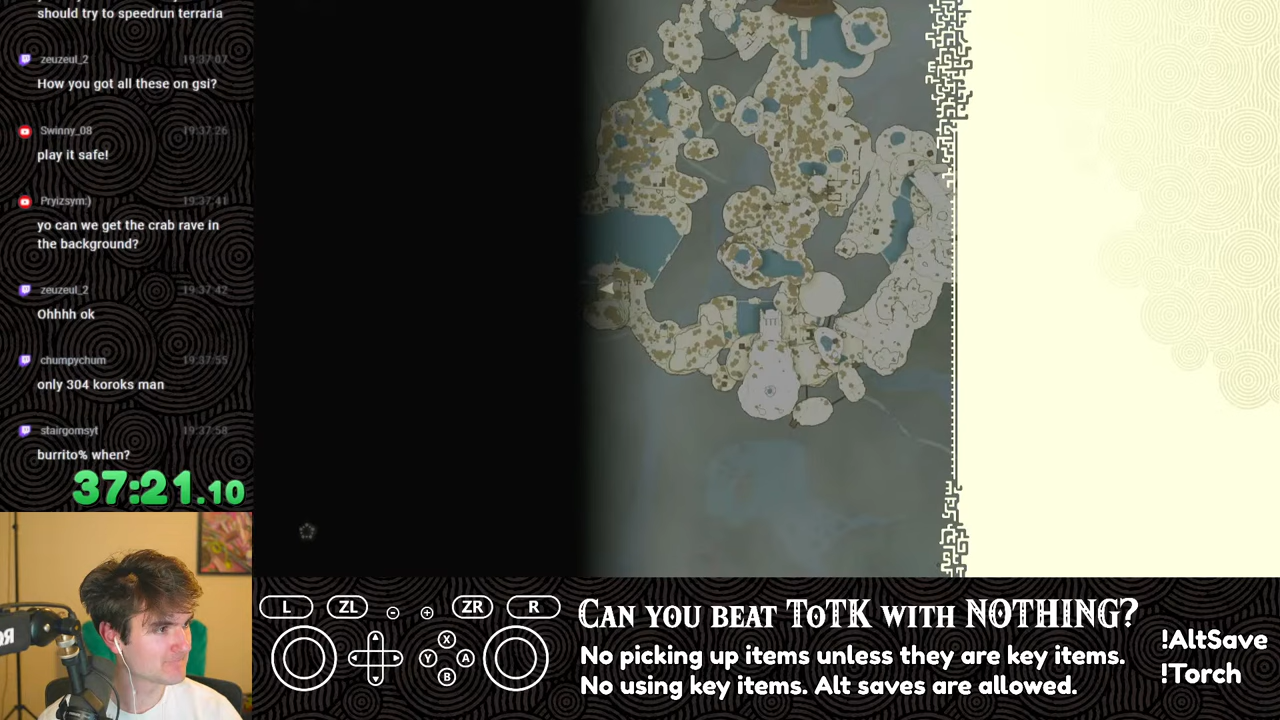 should try to speedrun terraria
zeuzeul_2 19:37:07
How you got all these on gsi?
Swinny_08 19:37:26
play it safe!
Pryizsym:) 19:37:41
yo can we get the crab rave in
the background?
zeuzeul_2 19:37:42
Ohhhh ok
chumpychum 19:37:55
only 304 koroks man
stairgomsyt 19:37:58
burrito% when?
37:21.10
L ZL - + ZR R
X
Y A
B
CAN YOU BEAT TOTK WITH NOTHING?
No picking up items unless they are key items.
No using key items. Alt saves are allowed.
!AltSave
!Torch